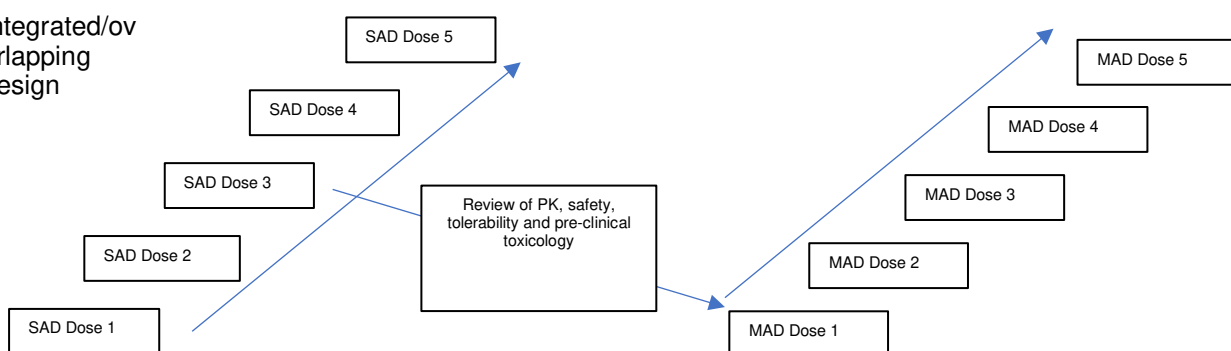 ntegrated/ov
rlapping
esign
SAD Dose 5
SAD Dose 4
SAD Dose 3
SAD Dose 2
SAD Dose 1
Review of PK, safety,
tolerability and pre-clinical
toxicology
MAD Dose 5
MAD Dose 4
MAD Dose 3
MAD Dose 2
MAD Dose 1